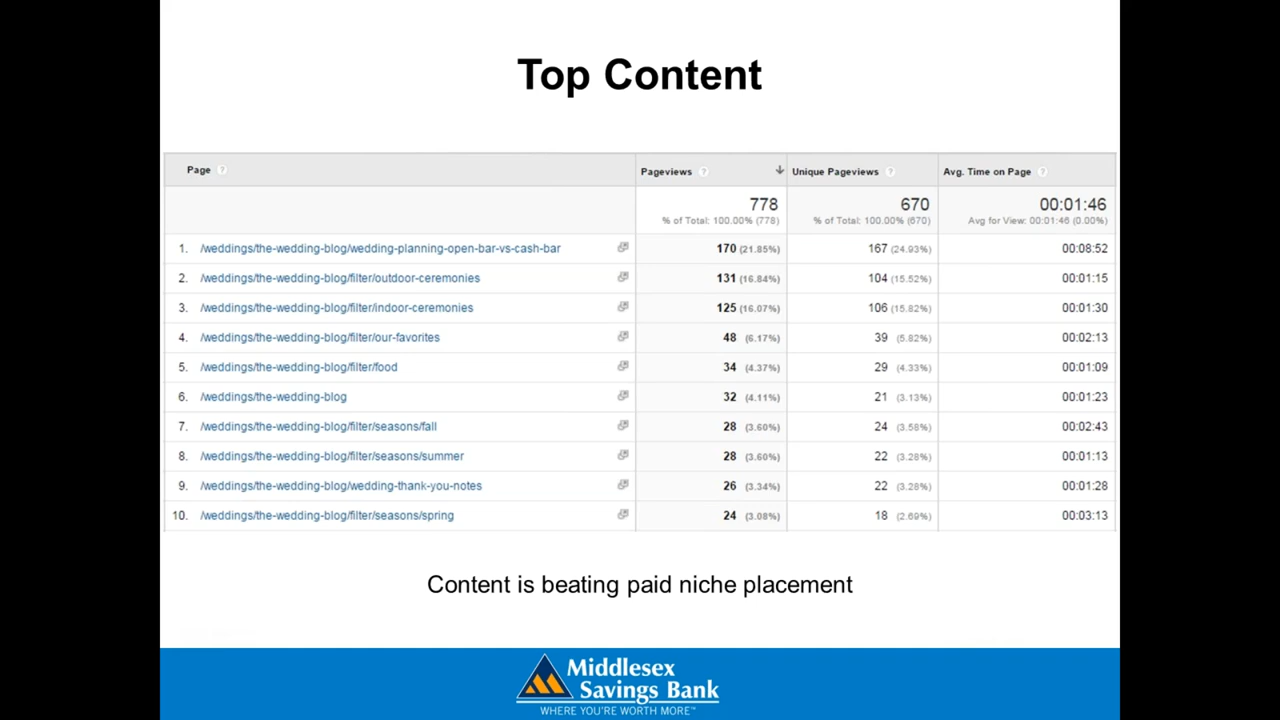 Top Content
Page ? Pageviews ? Unique Pageviews ? Avg. Time on Page ?
778 670 00:01:46
% of Total: 100.00% (778) % of Total: 100.00% (670) Avg for View: 00:01:46 (0.00%)
1. /weddings/the-wedding-blog/wedding-planning-open-bar-vs-cash-bar 170 (21.85%) 167 (24.93%) 00:08:52
2. /weddings/the-wedding-blog/filter/outdoor-ceremonies 131 (16.84%) 104 (15.52%) 00:01:15
3. /weddings/the-wedding-blog/filter/indoor-ceremonies 125 (16.07%) 106 (15.82%) 00:01:30
4. /weddings/the-wedding-blog/filter/our-favorites 48 (6.17%) 39 (5.82%) 00:02:13
5. /weddings/the-wedding-blog/filter/food 34 (4.37%) 29 (4.33%) 00:01:09
6. /weddings/the-wedding-blog 32 (4.11%) 21 (3.13%) 00:01:23
7. /weddings/the-wedding-blog/filter/seasons/fall 28 (3.60%) 24 (3.58%) 00:02:43
8. /weddings/the-wedding-blog/filter/seasons/summer 28 (3.60%) 22 (3.28%) 00:01:13
9. /weddings/the-wedding-blog/wedding-thank-you-notes 26 (3.34%) 22 (3.28%) 00:01:28
10. /weddings/the-wedding-blog/filter/seasons/spring 24 (3.08%) 18 (2.69%) 00:03:13
Content is beating paid niche placement
Middlesex
Savings Bank
WHERE YOU'RE WORTH MORE™